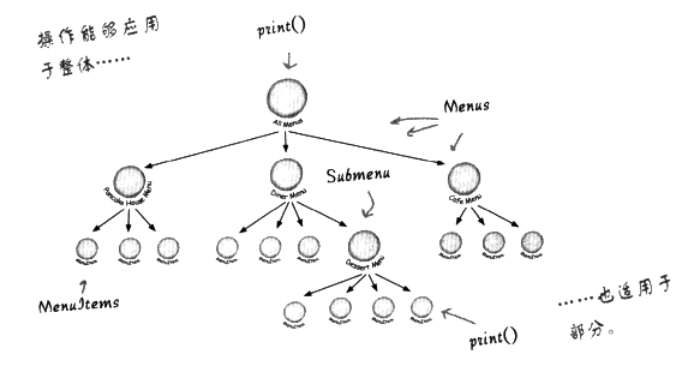 操作能够应用
于整体……
print()
All Menus
Menus
Pancake House Menu
Diner Menu
Submenu
Cafe Menu
MenuItem
MenuItem
MenuItem
MenuItem
MenuItem
MenuItem
Dessert Menu
MenuItem
MenuItem
MenuItem
MenuItems
MenuItem
MenuItem
MenuItem
MenuItem
print()
……也适用于
部分。